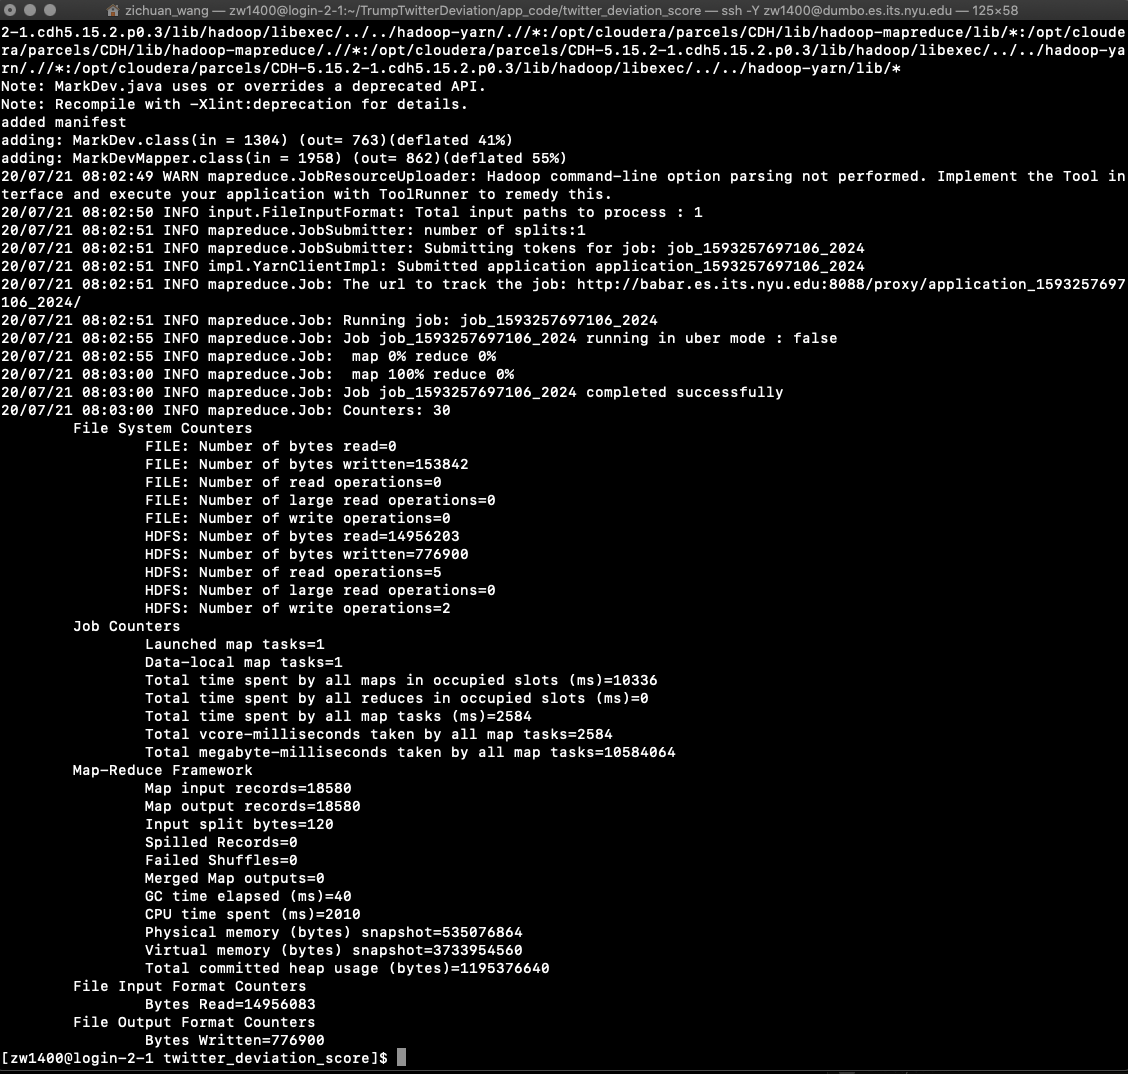 zichuan_wang — zw1400@login-2-1:~/TrumpTwitterDeviation/app_code/twitter_deviation_score — ssh -Y zw1400@dumbo.es.its.nyu.edu — 125×58
2-1.cdh5.15.2.p0.3/lib/hadoop/libexec/../../hadoop-yarn/.//*:/opt/cloudera/parcels/CDH/lib/hadoop-mapreduce/lib/*:/opt/cloude
ra/parcels/CDH/lib/hadoop-mapreduce/.//*:/opt/cloudera/parcels/CDH-5.15.2-1.cdh5.15.2.p0.3/lib/hadoop/libexec/../../hadoop-ya
rn/.//*:/opt/cloudera/parcels/CDH-5.15.2-1.cdh5.15.2.p0.3/lib/hadoop/libexec/../../hadoop-yarn/lib/*
Note: MarkDev.java uses or overrides a deprecated API.
Note: Recompile with -Xlint:deprecation for details.
added manifest
adding: MarkDev.class(in = 1304) (out= 763)(deflated 41%)
adding: MarkDevMapper.class(in = 1958) (out= 862)(deflated 55%)
20/07/21 08:02:49 WARN mapreduce.JobResourceUploader: Hadoop command-line option parsing not performed. Implement the Tool in
terface and execute your application with ToolRunner to remedy this.
20/07/21 08:02:50 INFO input.FileInputFormat: Total input paths to process : 1
20/07/21 08:02:51 INFO mapreduce.JobSubmitter: number of splits:1
20/07/21 08:02:51 INFO mapreduce.JobSubmitter: Submitting tokens for job: job_1593257697106_2024
20/07/21 08:02:51 INFO impl.YarnClientImpl: Submitted application application_1593257697106_2024
20/07/21 08:02:51 INFO mapreduce.Job: The url to track the job: http://babar.es.its.nyu.edu:8088/proxy/application_1593257697
106_2024/
20/07/21 08:02:51 INFO mapreduce.Job: Running job: job_1593257697106_2024
20/07/21 08:02:55 INFO mapreduce.Job: Job job_1593257697106_2024 running in uber mode : false
20/07/21 08:02:55 INFO mapreduce.Job:  map 0% reduce 0%
20/07/21 08:03:00 INFO mapreduce.Job:  map 100% reduce 0%
20/07/21 08:03:00 INFO mapreduce.Job: Job job_1593257697106_2024 completed successfully
20/07/21 08:03:00 INFO mapreduce.Job: Counters: 30
File System Counters
FILE: Number of bytes read=0
FILE: Number of bytes written=153842
FILE: Number of read operations=0
FILE: Number of large read operations=0
FILE: Number of write operations=0
HDFS: Number of bytes read=14956203
HDFS: Number of bytes written=776900
HDFS: Number of read operations=5
HDFS: Number of large read operations=0
HDFS: Number of write operations=2
Job Counters
Launched map tasks=1
Data-local map tasks=1
Total time spent by all maps in occupied slots (ms)=10336
Total time spent by all reduces in occupied slots (ms)=0
Total time spent by all map tasks (ms)=2584
Total vcore-milliseconds taken by all map tasks=2584
Total megabyte-milliseconds taken by all map tasks=10584064
Map-Reduce Framework
Map input records=18580
Map output records=18580
Input split bytes=120
Spilled Records=0
Failed Shuffles=0
Merged Map outputs=0
GC time elapsed (ms)=40
CPU time spent (ms)=2010
Physical memory (bytes) snapshot=535076864
Virtual memory (bytes) snapshot=3733954560
Total committed heap usage (bytes)=1195376640
File Input Format Counters
Bytes Read=14956083
File Output Format Counters
Bytes Written=776900
[zw1400@login-2-1 twitter_deviation_score]$